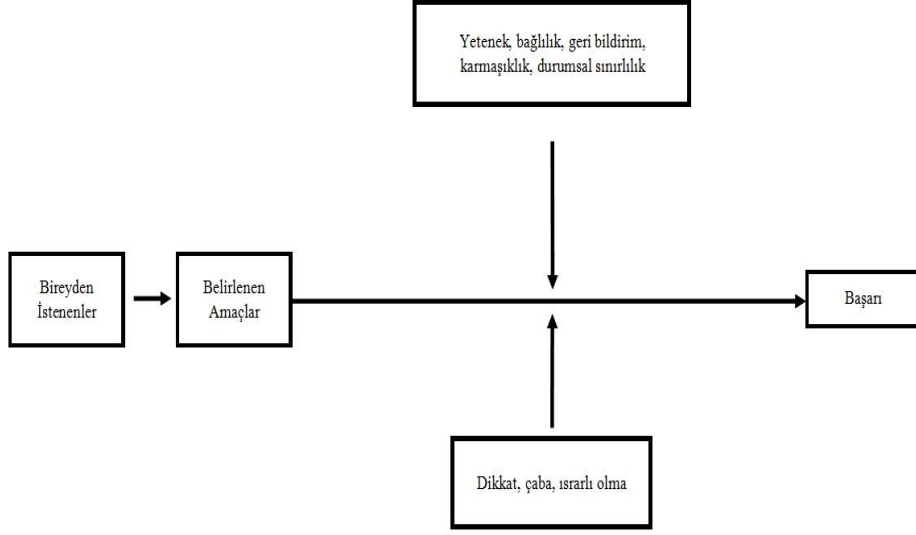 Yetenek, bağlılık, geri bildirim,
karmaşıklık, durumsal sınırlılık
Bireyden
İstenenler
Belirlenen
Amaçlar
Başarı
Dikkat, çaba, ısrarlı olma